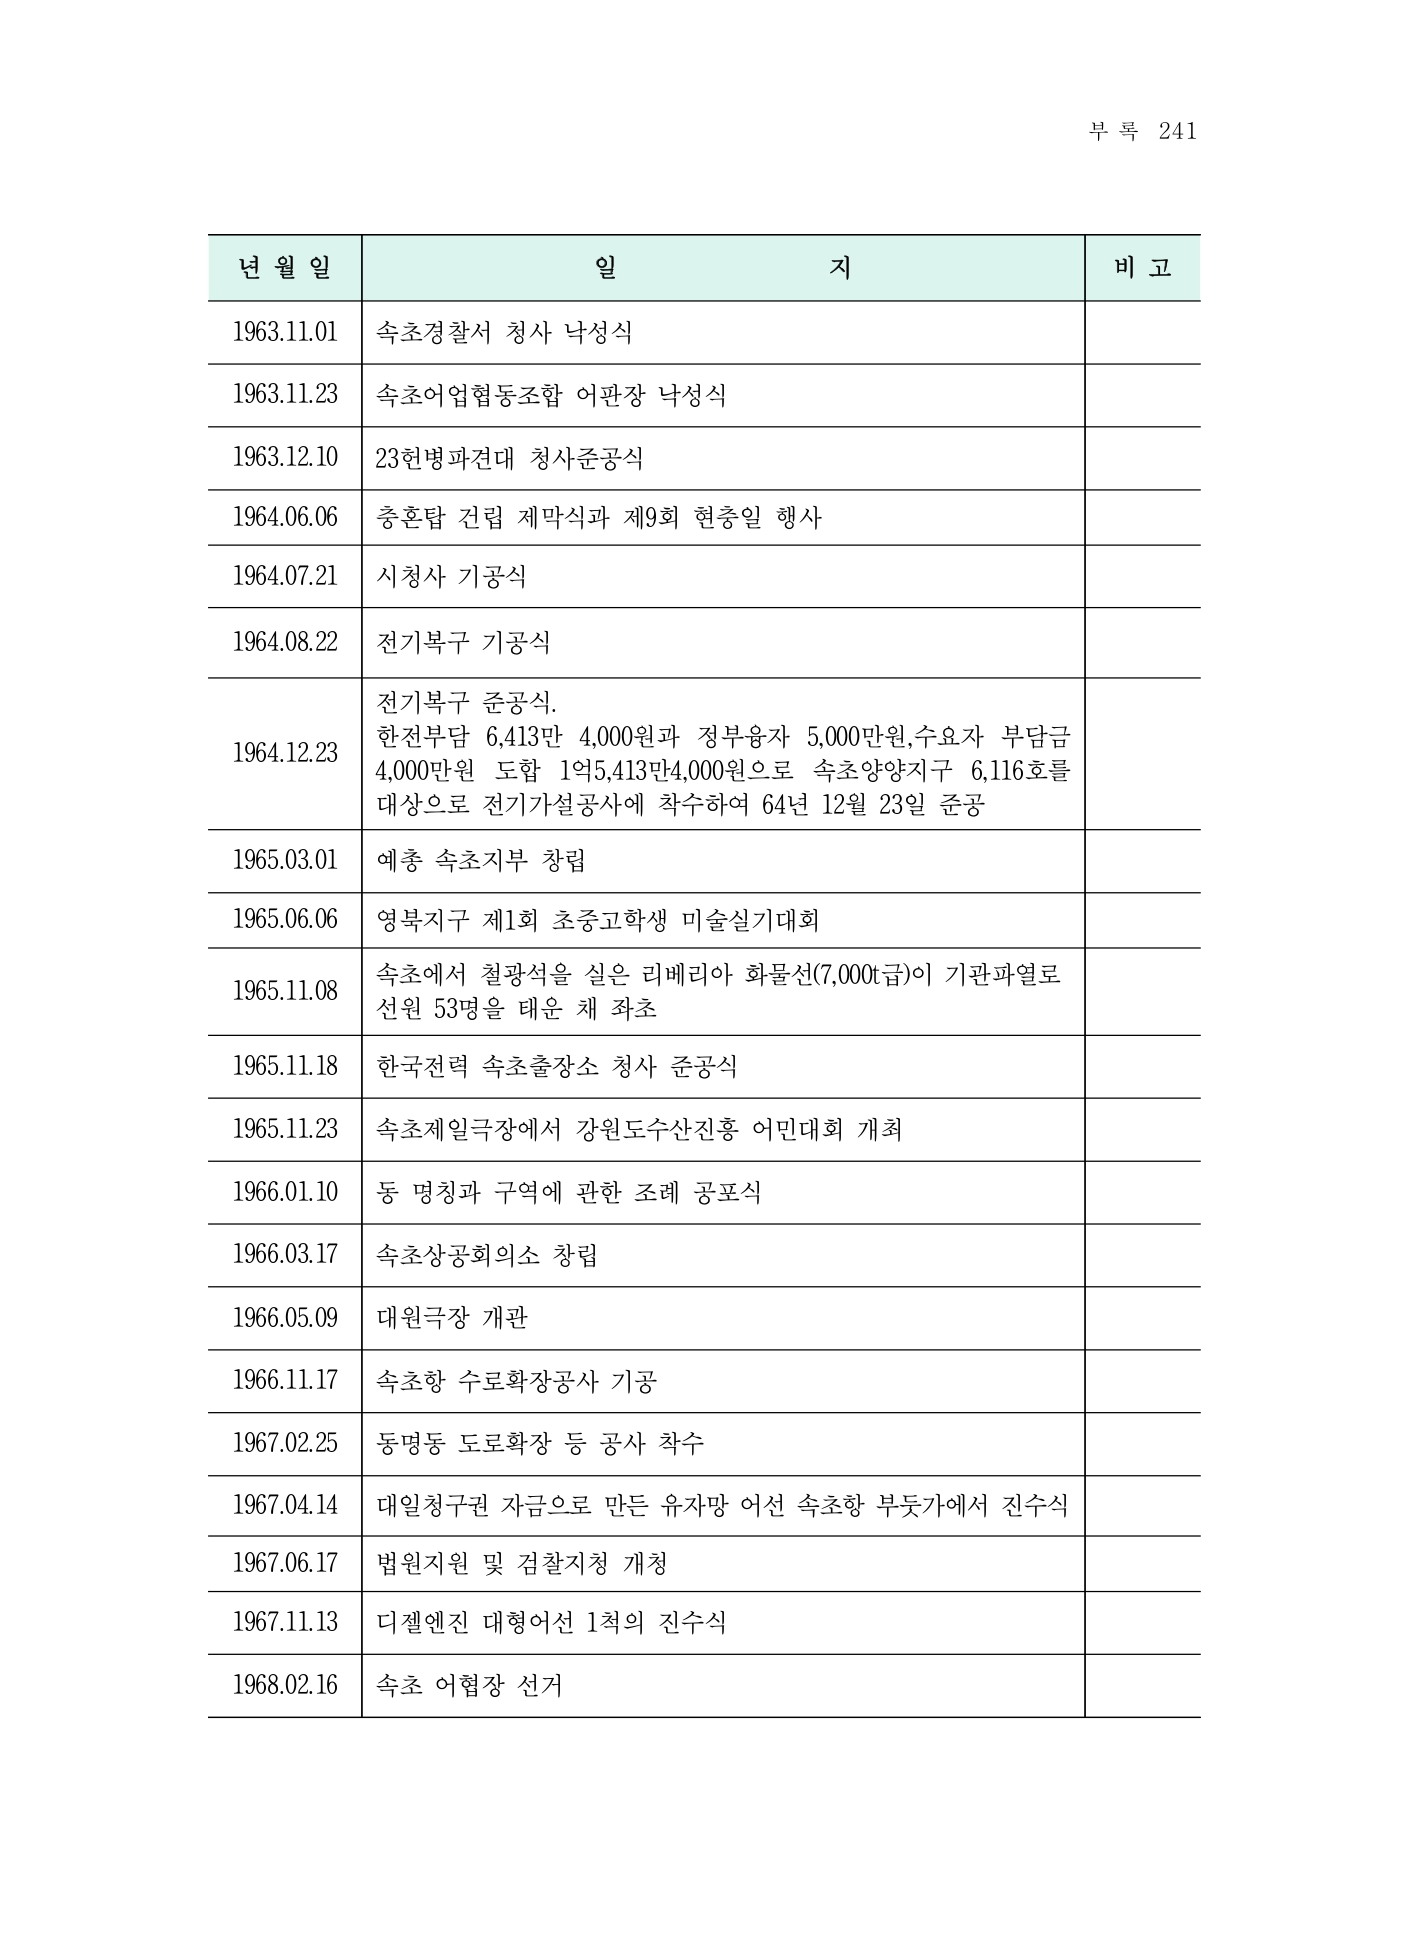 부 록 241
년 월 일 일 지 비 고
1963.11.01 속초경찰서 청사 낙성식
1963.11.23 속초어업협동조합 어판장 낙성식
1963.12.10 23헌병파견대 청사준공식
1964.06.06 충혼탑 건립 제막식과 제9회 현충일 행사
1964.07.21 시청사 기공식
1964.08.22 전기복구 기공식
1964.12.23 전기복구 준공식.
한전부담 6,413만 4,000원과 정부융자 5,000만원,수요자 부담금
4,000만원 도합 1억5,413만4,000원으로 속초양양지구 6,116호를
대상으로 전기가설공사에 착수하여 64년 12월 23일 준공
1965.03.01 예총 속초지부 창립
1965.06.06 영북지구 제1회 초중고학생 미술실기대회
1965.11.08 속초에서 철광석을 실은 리베리아 화물선(7,000t급)이 기관파열로
선원 53명을 태운 채 좌초
1965.11.18 한국전력 속초출장소 청사 준공식
1965.11.23 속초제일극장에서 강원도수산진흥 어민대회 개최
1966.01.10 동 명칭과 구역에 관한 조례 공포식
1966.03.17 속초상공회의소 창립
1966.05.09 대원극장 개관
1966.11.17 속초항 수로확장공사 기공
1967.02.25 동명동 도로확장 등 공사 착수
1967.04.14 대일청구권 자금으로 만든 유자망 어선 속초항 부둣가에서 진수식
1967.06.17 법원지원 및 검찰지청 개청
1967.11.13 디젤엔진 대형어선 1척의 진수식
1968.02.16 속초 어협장 선거